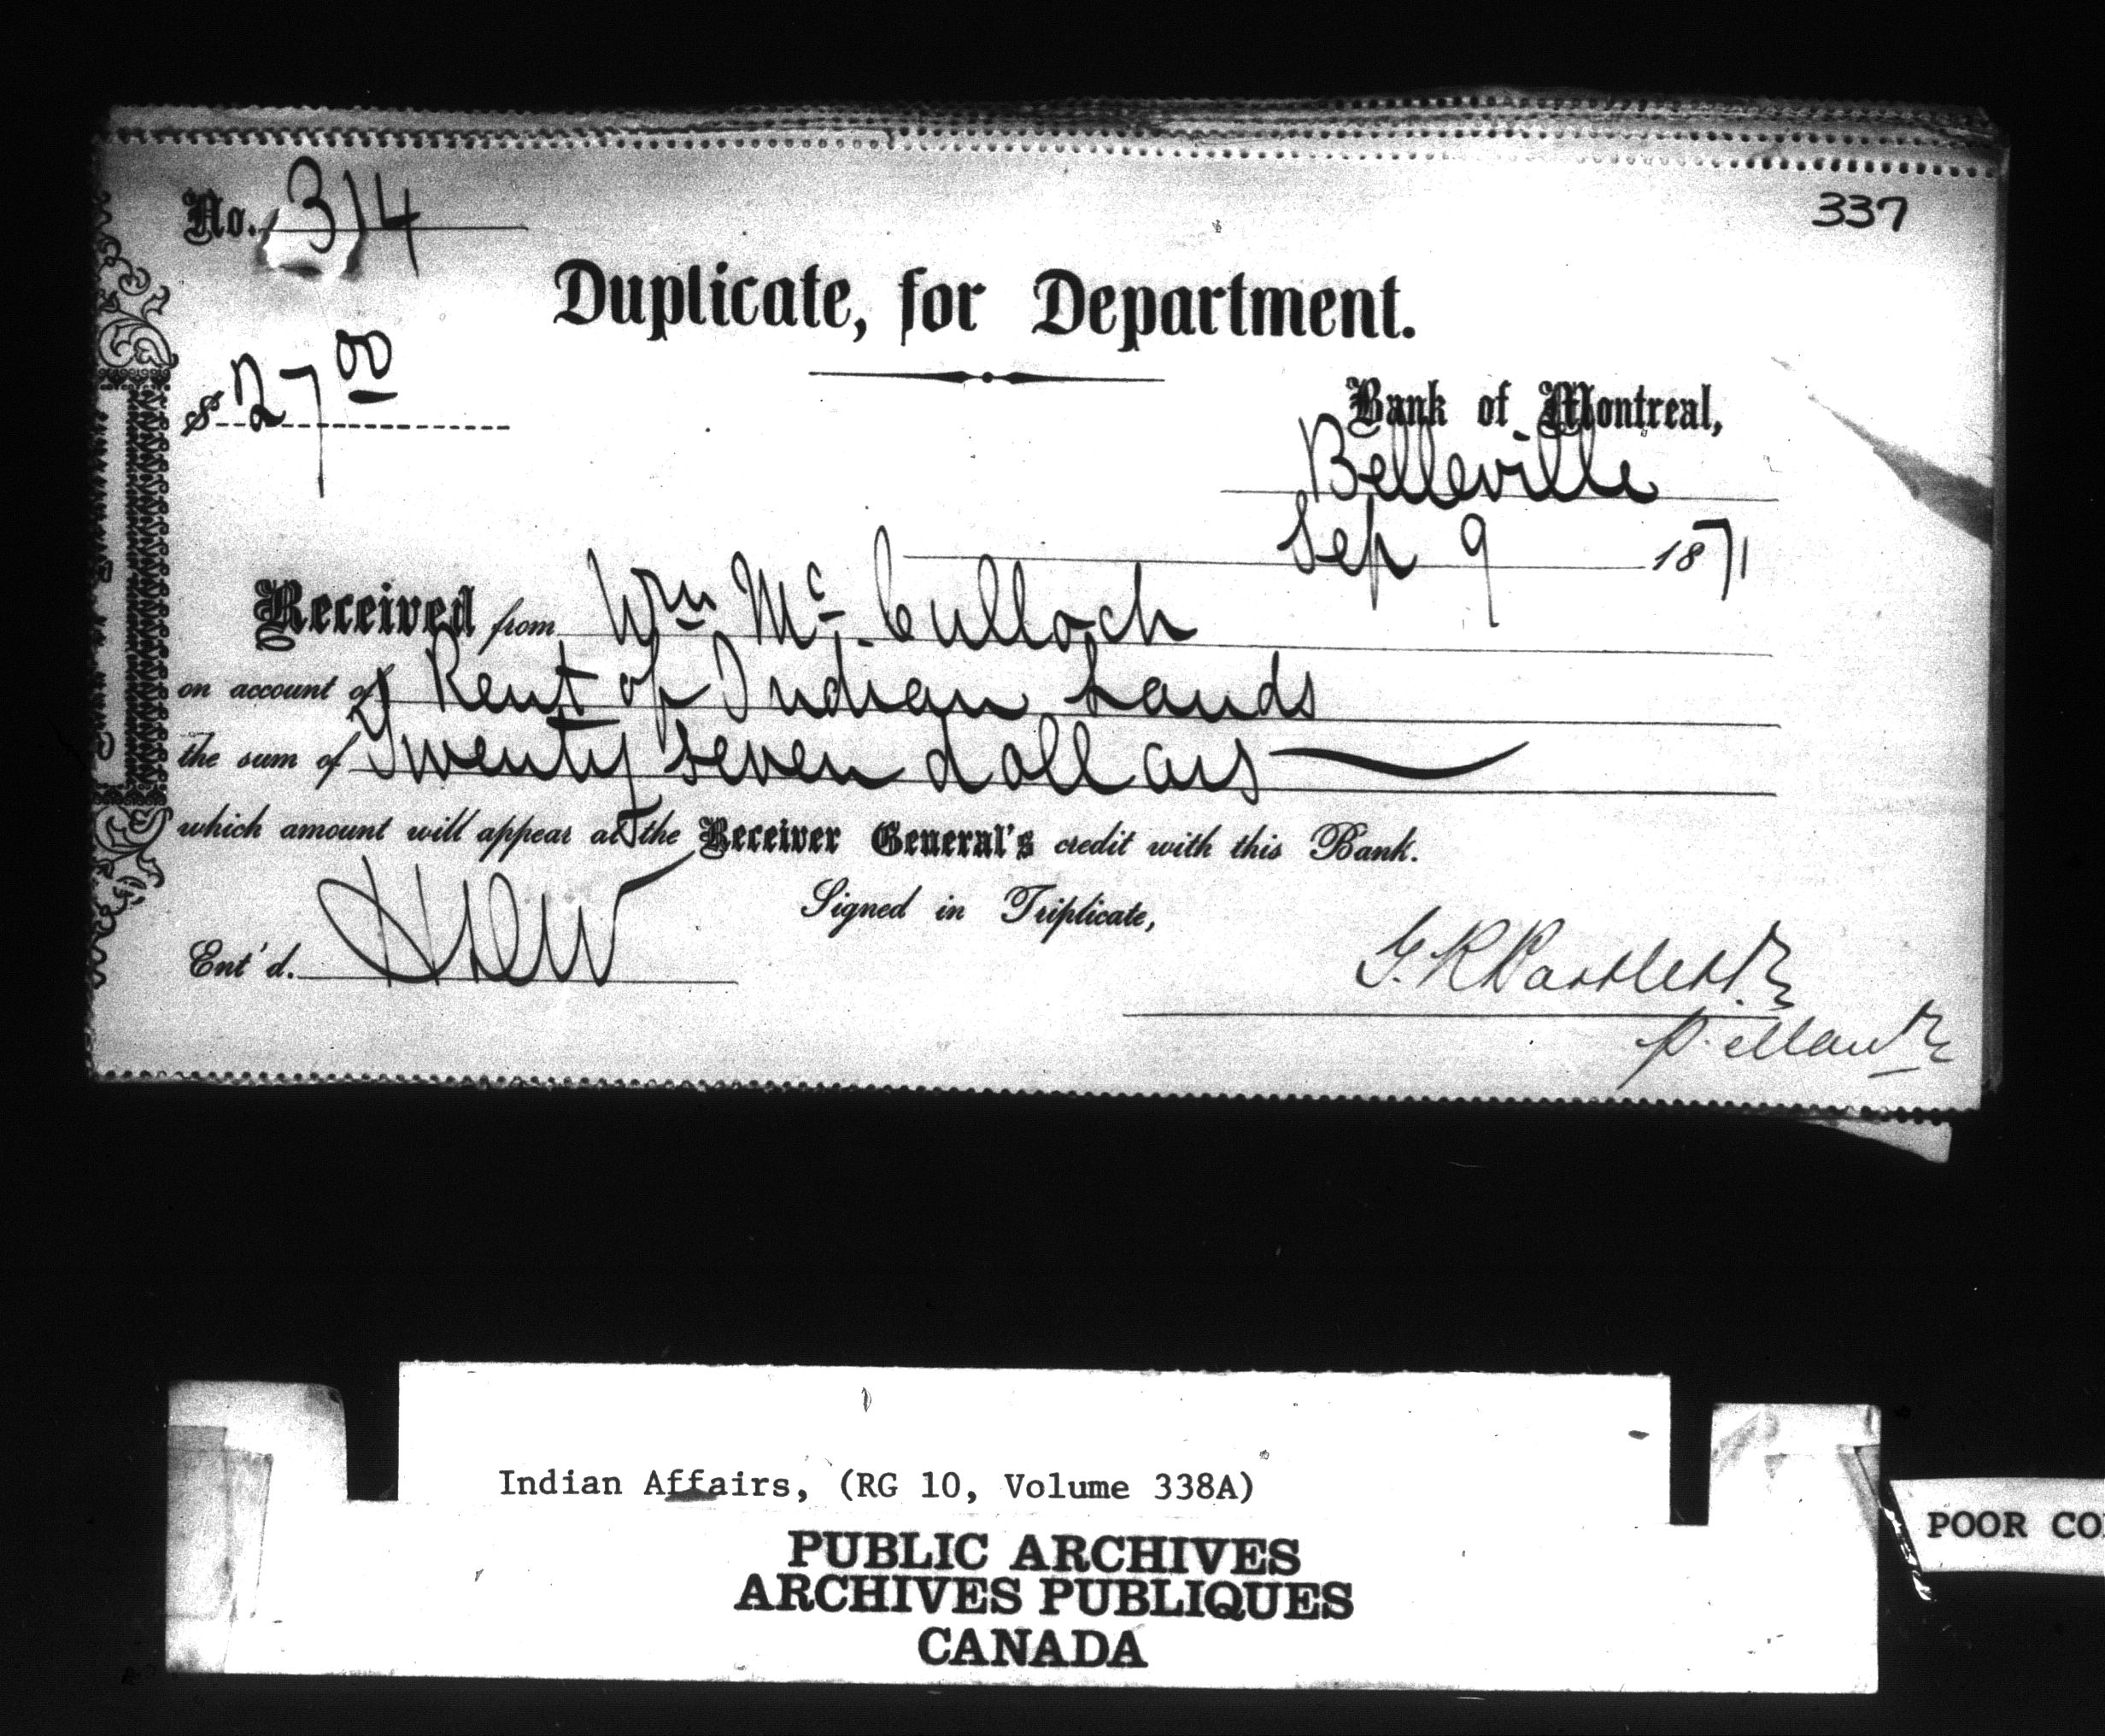 No. 314
337
Duplicate, for Department.
$ 27 00
Bank of Montreal,
Belleville
Sep 9 1871
Received from Wm Mc. Culloch
on account of Rent of Indian Lands
the sum of Twenty seven dollars
which amount will appear at the Receiver General's credit with this Bank.
Signed in Triplicate,
Ent'd.
Indian Affairs, (RG 10, Volume 338A)
PUBLIC ARCHIVES
ARCHIVES PUBLIQUES
CANADA
POOR CO